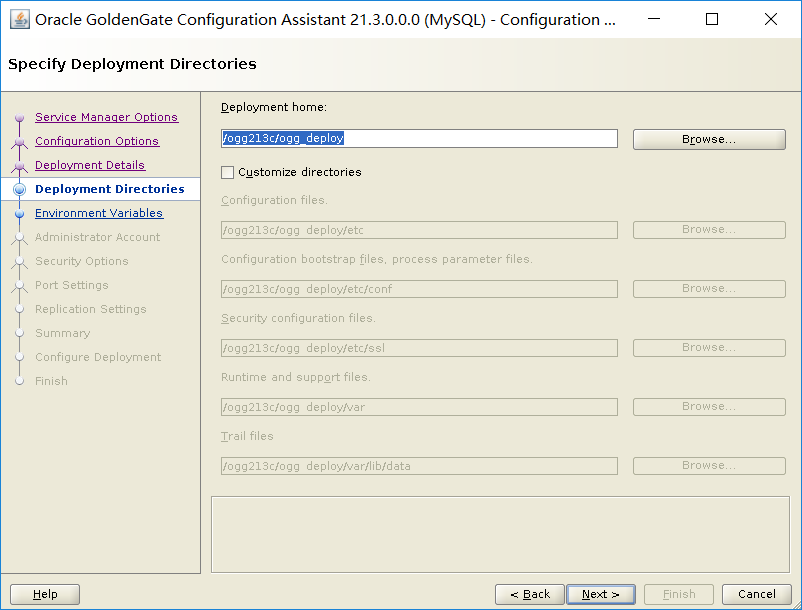 Oracle GoldenGate Configuration Assistant 21.3.0.0.0 (MySQL) - Configuration ...
Specify Deployment Directories
Service Manager Options
Configuration Options
Deployment Details
Deployment Directories
Environment Variables
Administrator Account
Security Options
Port Settings
Replication Settings
Summary
Configure Deployment
Finish
Deployment home:
/ogg213c/ogg_deploy
Browse...
Customize directories
Configuration files.
/ogg213c/ogg_deploy/etc
Browse...
Configuration bootstrap files, process parameter files.
/ogg213c/ogg_deploy/etc/conf
Browse...
Security configuration files.
/ogg213c/ogg_deploy/etc/ssl
Browse...
Runtime and support files.
/ogg213c/ogg_deploy/var
Browse...
Trail files
/ogg213c/ogg_deploy/var/lib/data
Browse...
Help
< Back
Next >
Finish
Cancel